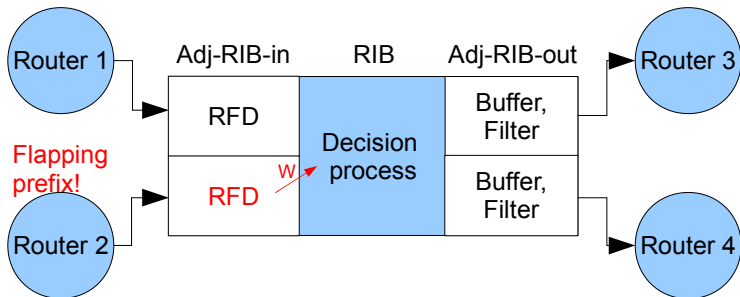 Router 1
Adj-RIB-in
RIB
Adj-RIB-out
Router 3
RFD
Buffer,
Filter
Decision
process
Flapping
prefix!
W
RFD
Buffer,
Filter
Router 2
Router 4